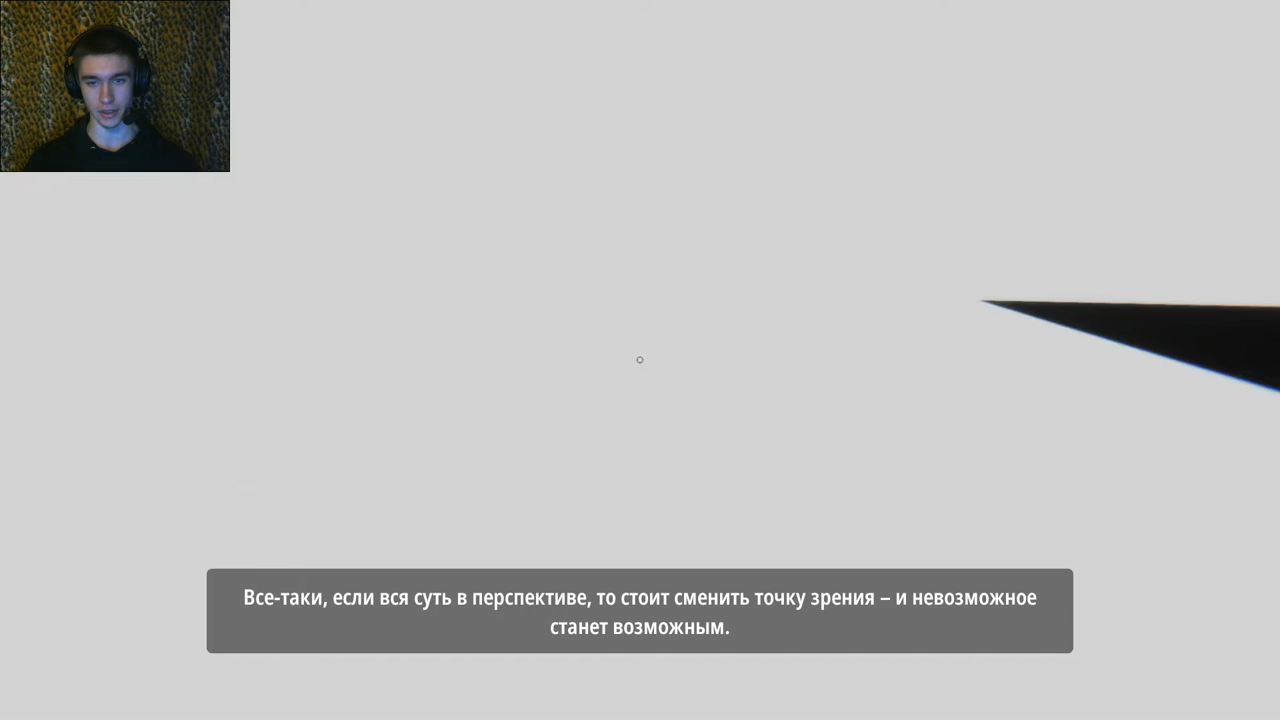 Все-таки, если вся суть в перспективе, то стоит сменить точку зрения – и невозможное
станет возможным.